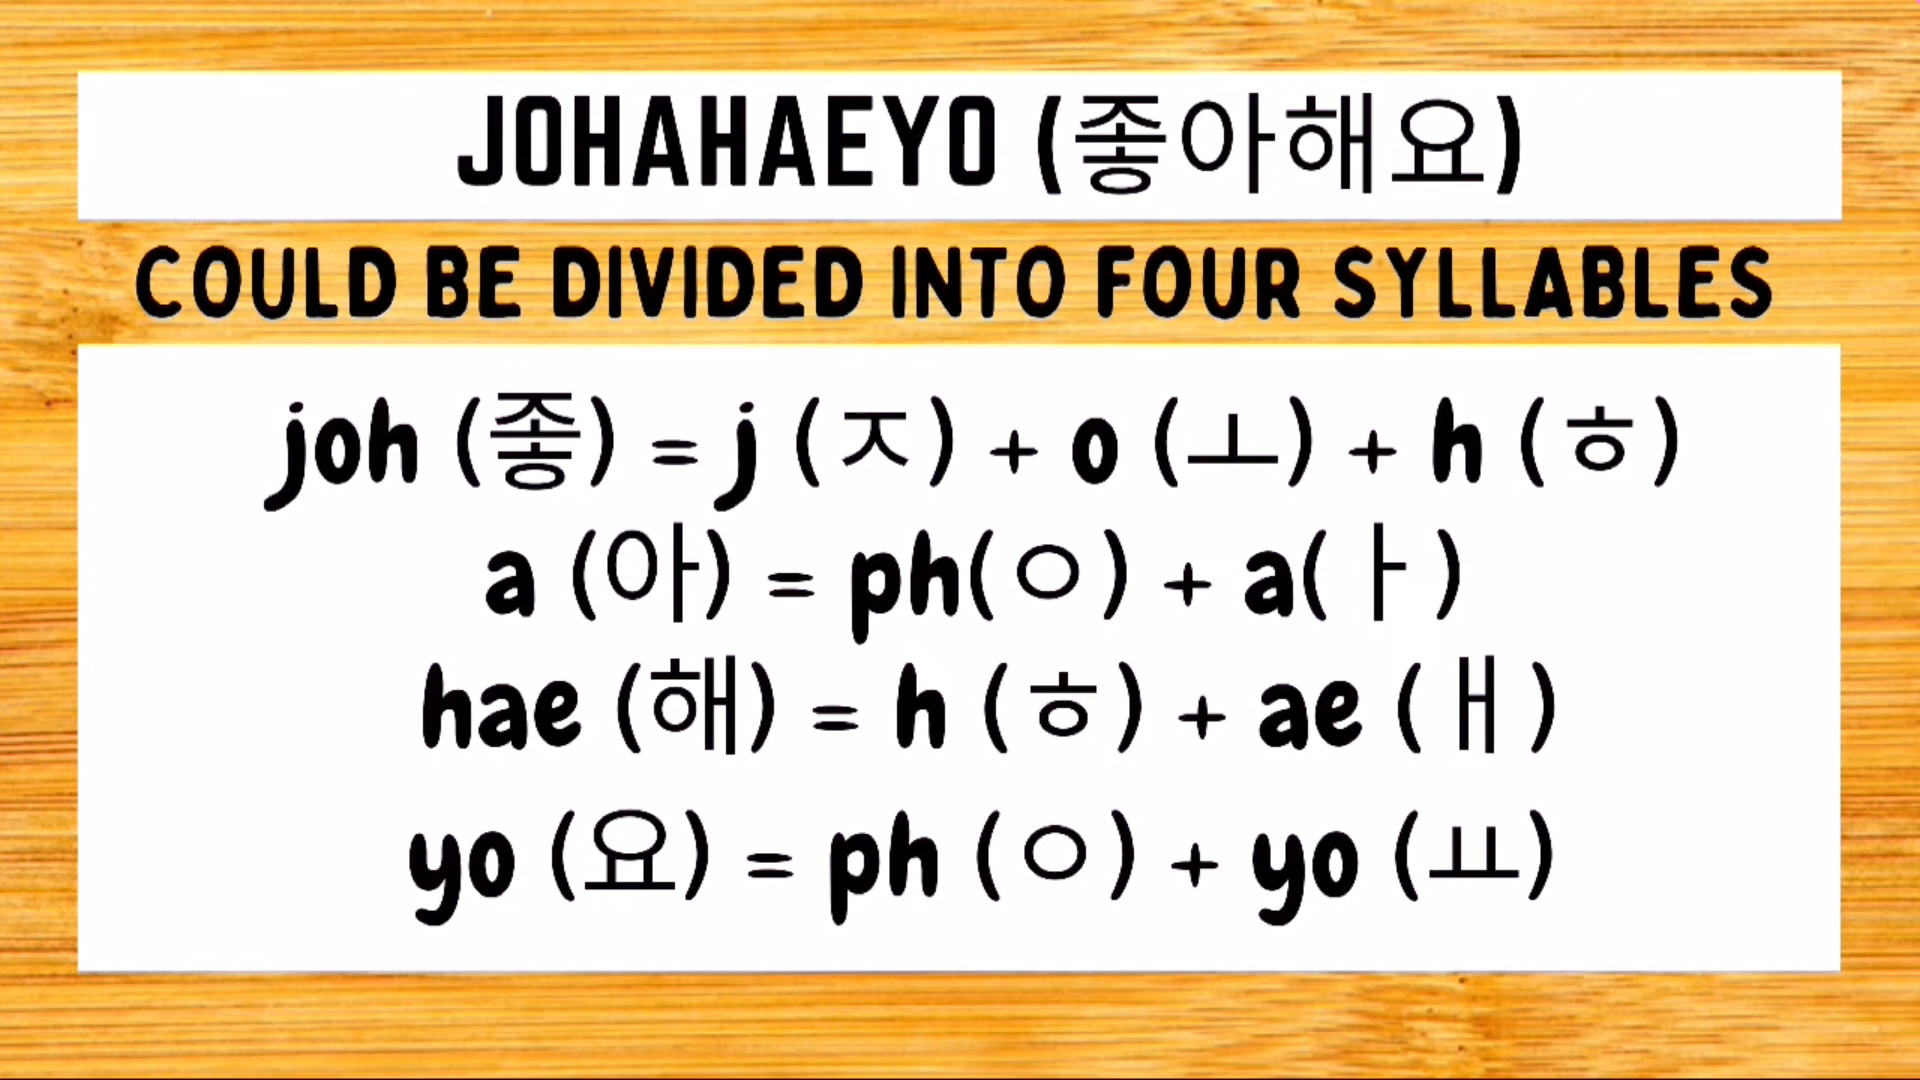 JOHAHAEYO (좋아해요)
COULD BE DIVIDED INTO FOUR SYLLABLES
joh (좋) = j (ㅈ) + o (ㅗ) + h (ㅎ)
a (아) = ph(ㅇ) + a(ㅏ)
hae (해) = h (ㅎ) + ae (ㅐ)
yo (요) = ph (ㅇ) + yo (ㅛ)